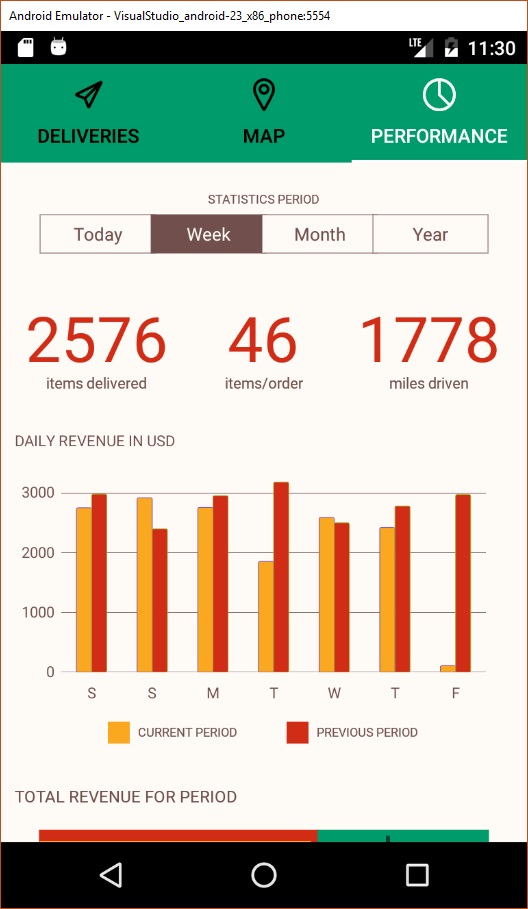 Android Emulator - VisualStudio_android-23_x86_phone:5554
LTE 11:30
DELIVERIES MAP PERFORMANCE
STATISTICS PERIOD
Today Week Month Year
2576 46 1778
items delivered items/order miles driven
DAILY REVENUE IN USD
3000
2000
1000
0
S S M T W T F
CURRENT PERIOD PREVIOUS PERIOD
TOTAL REVENUE FOR PERIOD